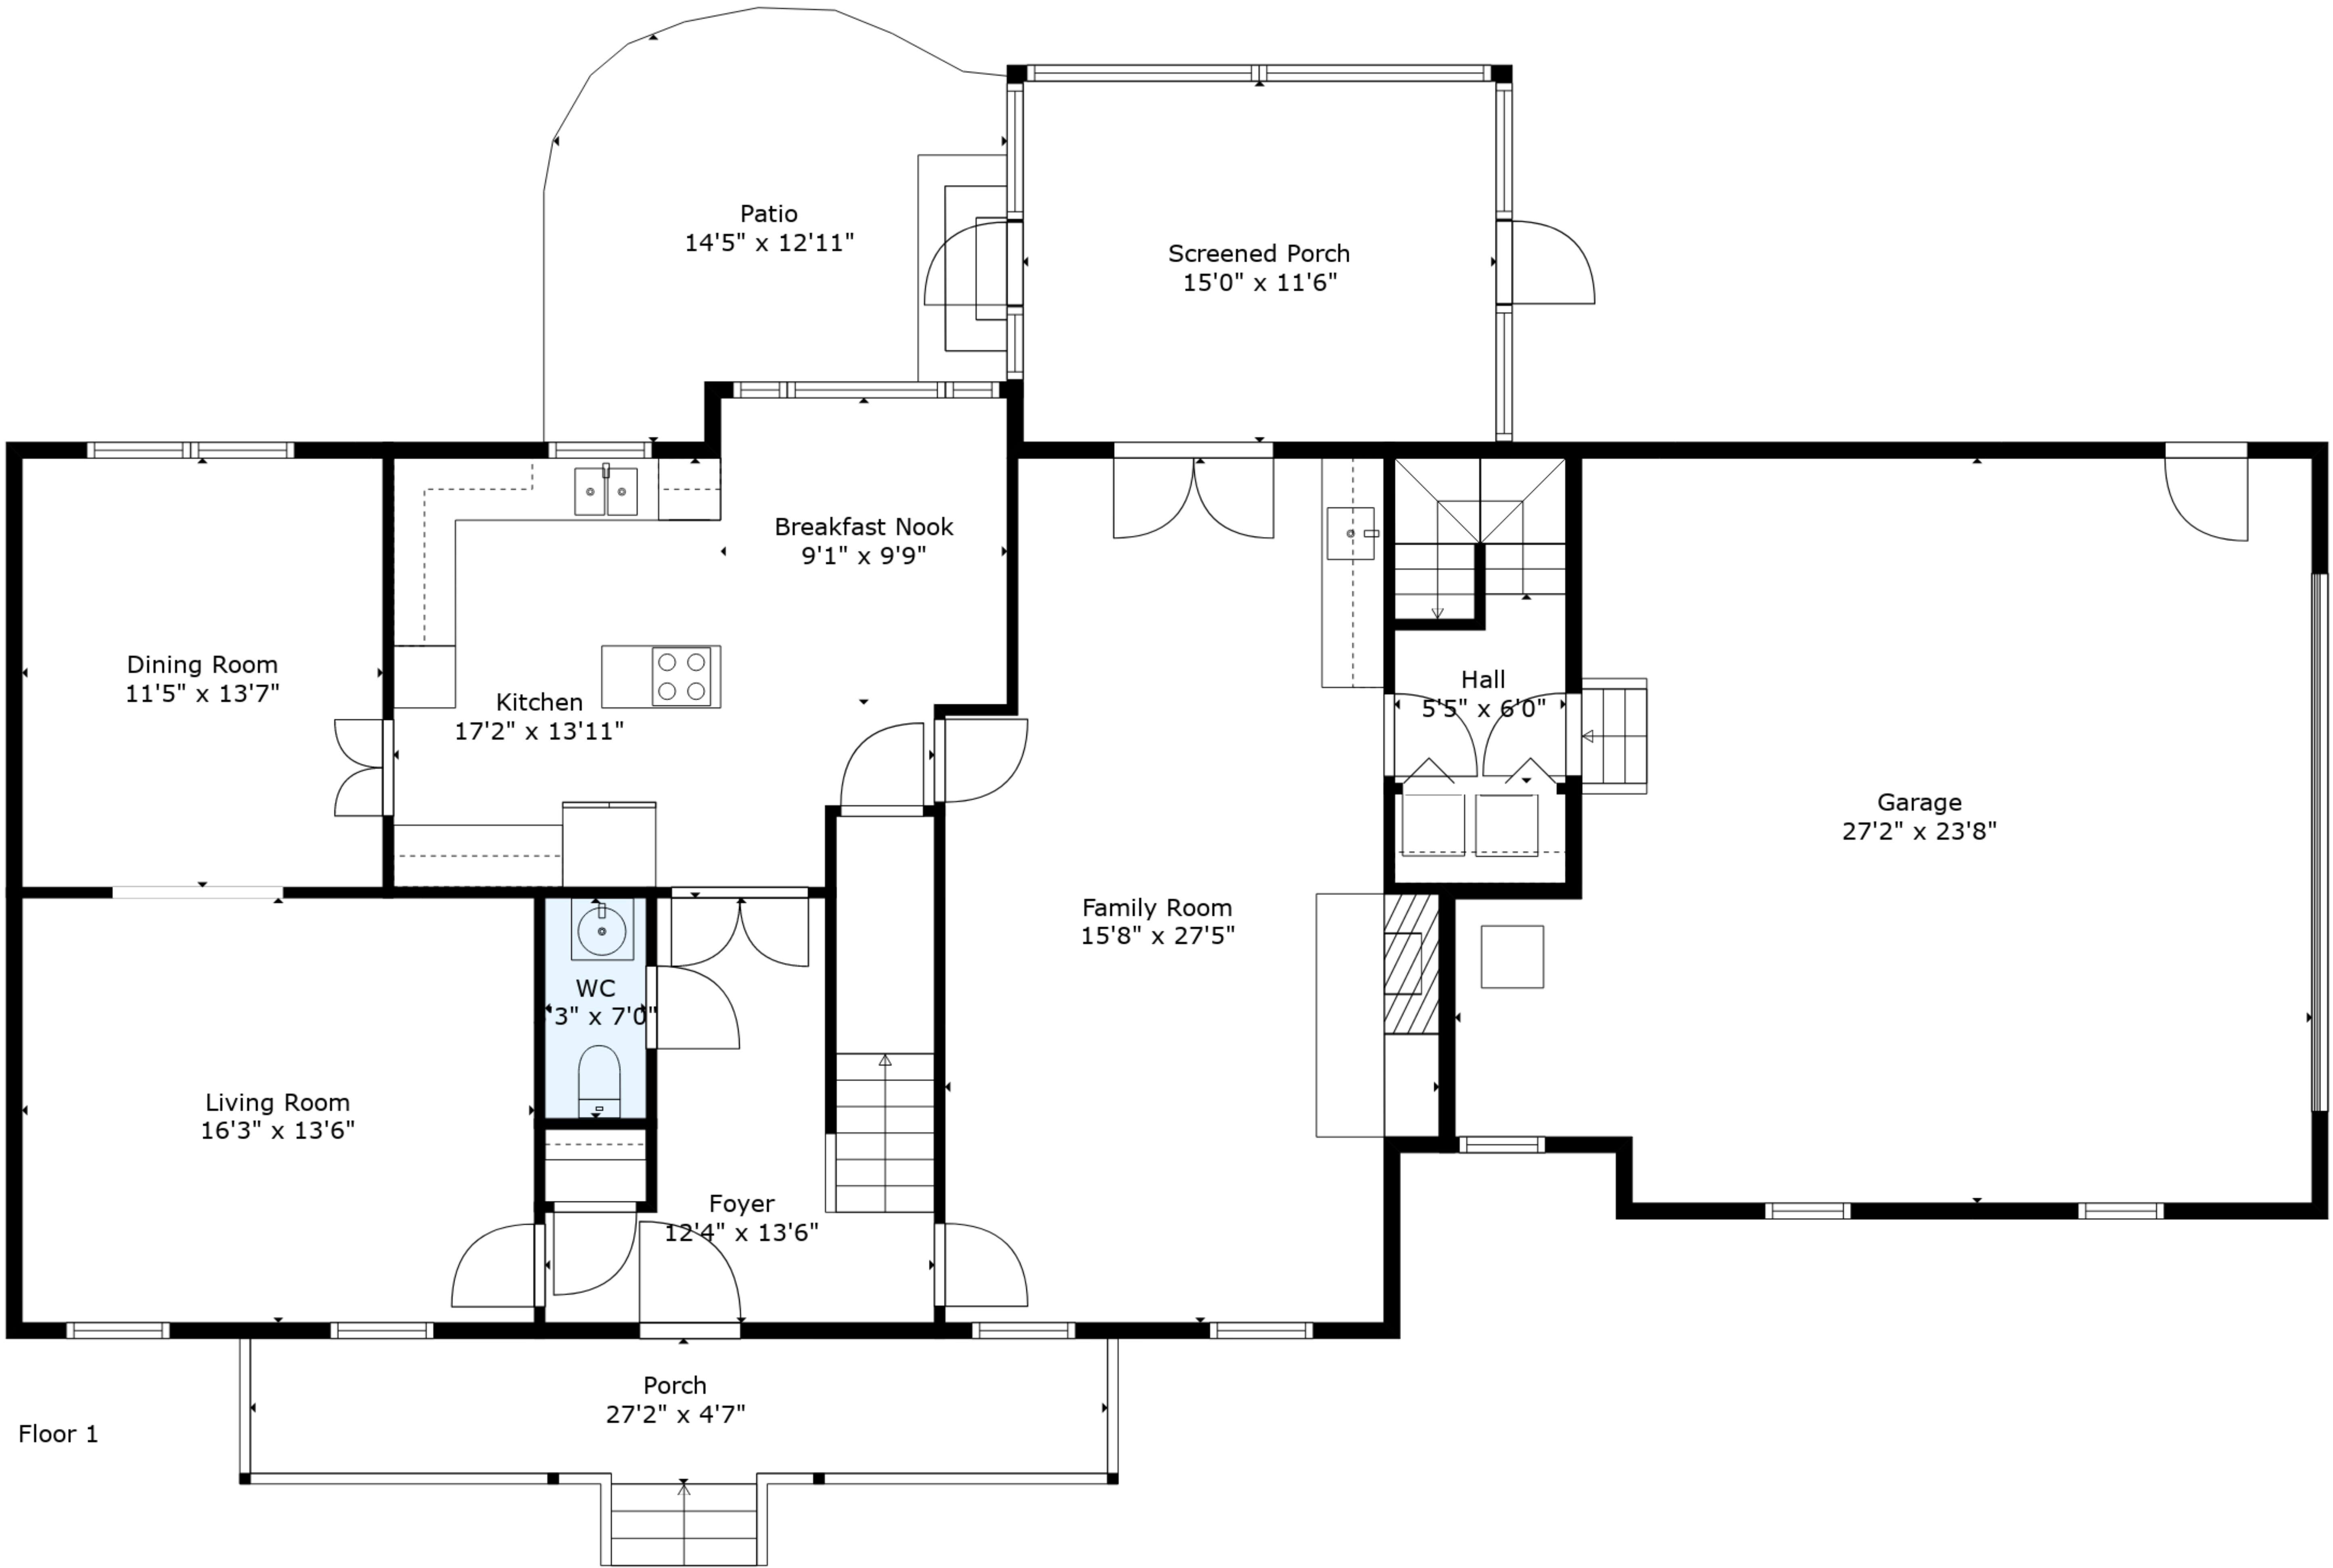 Patio
14'5" x 12'11"
Screened Porch
15'0" x 11'6"
Breakfast Nook
9'1" x 9'9"
Dining Room
11'5" x 13'7"
Kitchen
17'2" x 13'11"
Hall
5'5" x 6'0"
Garage
27'2" x 23'8"
Family Room
15'8" x 27'5"
WC
'3" x 7'0"
Living Room
16'3" x 13'6"
Foyer
12'4" x 13'6"
Porch
27'2" x 4'7"
Floor 1